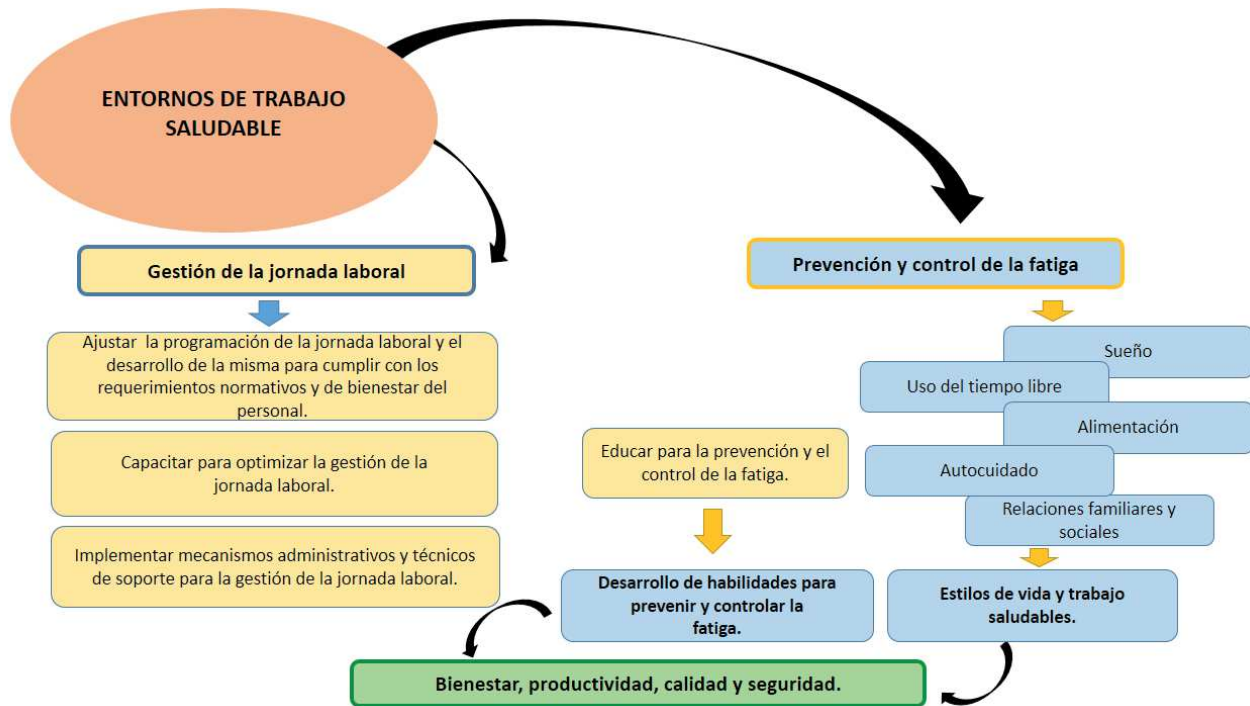 ENTORNOS DE TRABAJO
SALUDABLE
Gestión de la jornada laboral
Ajustar la programación de la jornada laboral y el
desarrollo de la misma para cumplir con los
requerimientos normativos y de bienestar del
personal.
Capacitar para optimizar la gestión de la
jornada laboral.
Implementar mecanismos administrativos y técnicos
de soporte para la gestión de la jornada laboral.
Prevención y control de la fatiga
Sueño
Uso del tiempo libre
Alimentación
Autocuidado
Relaciones familiares y
sociales
Educar para la prevención y el
control de la fatiga.
Desarrollo de habilidades para
prevenir y controlar la
fatiga.
Estilos de vida y trabajo
saludables.
Bienestar, productividad, calidad y seguridad.